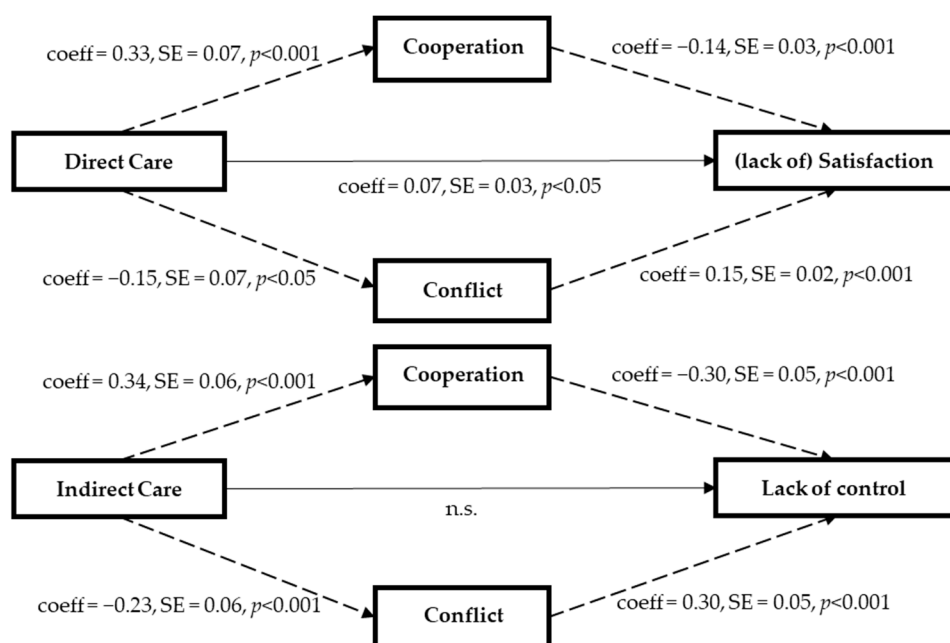 Cooperation
coeff = 0.33, SE = 0.07, p<0.001
coeff = −0.14, SE = 0.03, p<0.001
Direct Care
(lack of) Satisfaction
coeff = 0.07, SE = 0.03, p<0.05
coeff = −0.15, SE = 0.07, p<0.05
Conflict
coeff = 0.15, SE = 0.02, p<0.001
Cooperation
coeff = 0.34, SE = 0.06, p<0.001
coeff = −0.30, SE = 0.05, p<0.001
Indirect Care
Lack of control
n.s.
coeff = −0.23, SE = 0.06, p<0.001
Conflict
coeff = 0.30, SE = 0.05, p<0.001